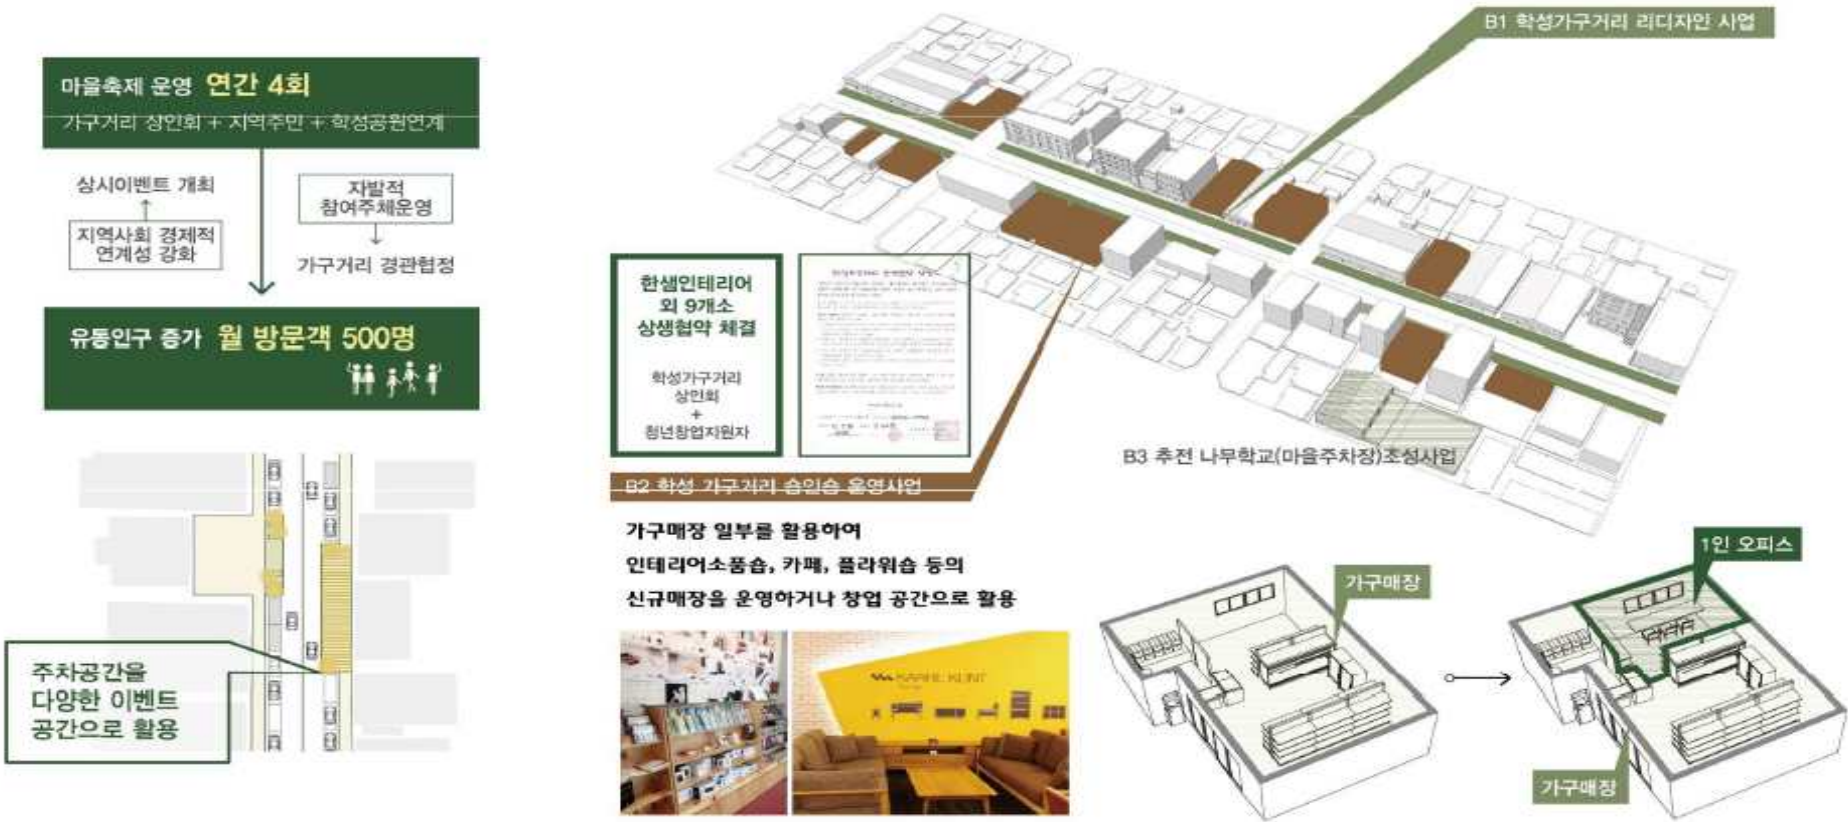 마을축제 운영 연간 4회
가구거리 상인회 + 지역주민 + 학성공원연계
상시이벤트 개최
지역사회 경제적
연계성 강화
자발적
참여주체운영
가구거리 경관협정
유동인구 증가 월 방문객 500명
주차공간을
다양한 이벤트
공간으로 활용
B1 학성가구거리 리디자인 사업
한샘인테리어
외 9개소
상생협약 체결
학성가구거리
상인회
+
청년창업지원자
B2 학성 가구거리 숍인숍 운영사업
가구매장 일부를 활용하여
인테리어소품숍, 카페, 플라워숍 등의
신규매장을 운영하거나 창업 공간으로 활용
KAARE KLINT
B3 추전 나무학교(마을주차장)조성사업
가구매장
1인 오피스
가구매장